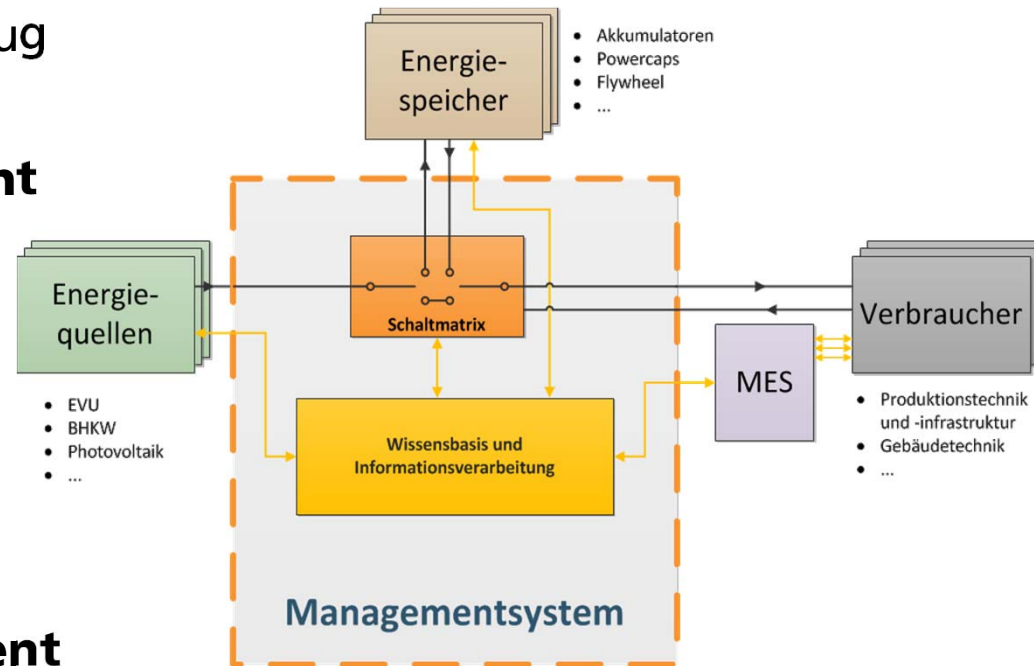 ug
nt
ent
Energie-
speicher
• Akkumulatoren
• Powercaps
• Flywheel
• ...
Energie-
quellen
• EVU
• BHKW
• Photovoltaik
• ...
Schaltmatrix
Wissensbasis und
Informationsverarbeitung
Managementsystem
MES
Verbraucher
• Produktionstechnik
und -infrastruktur
• Gebäudetechnik
• ...